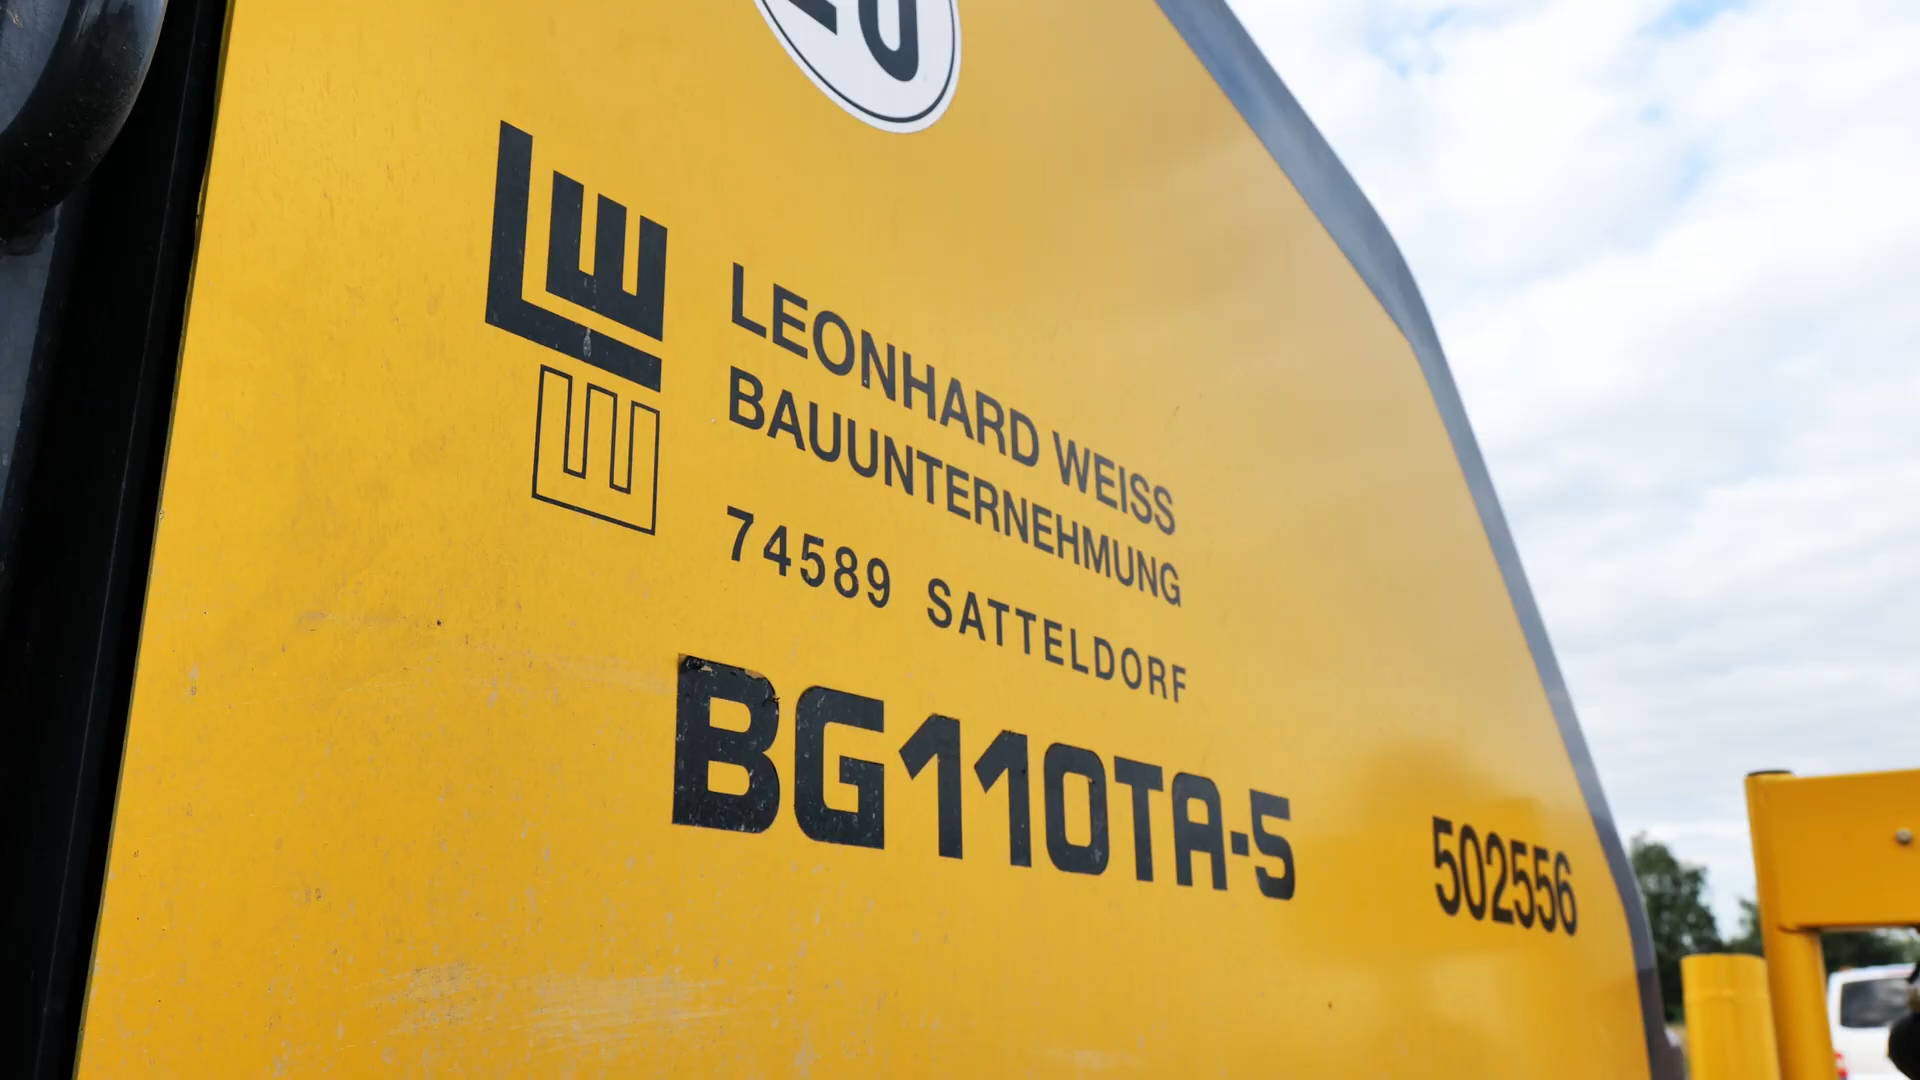 LEONHARD WEISS
BAUUNTERNEHMUNG
74589 SATTELDORF
BG110TA-5
502556